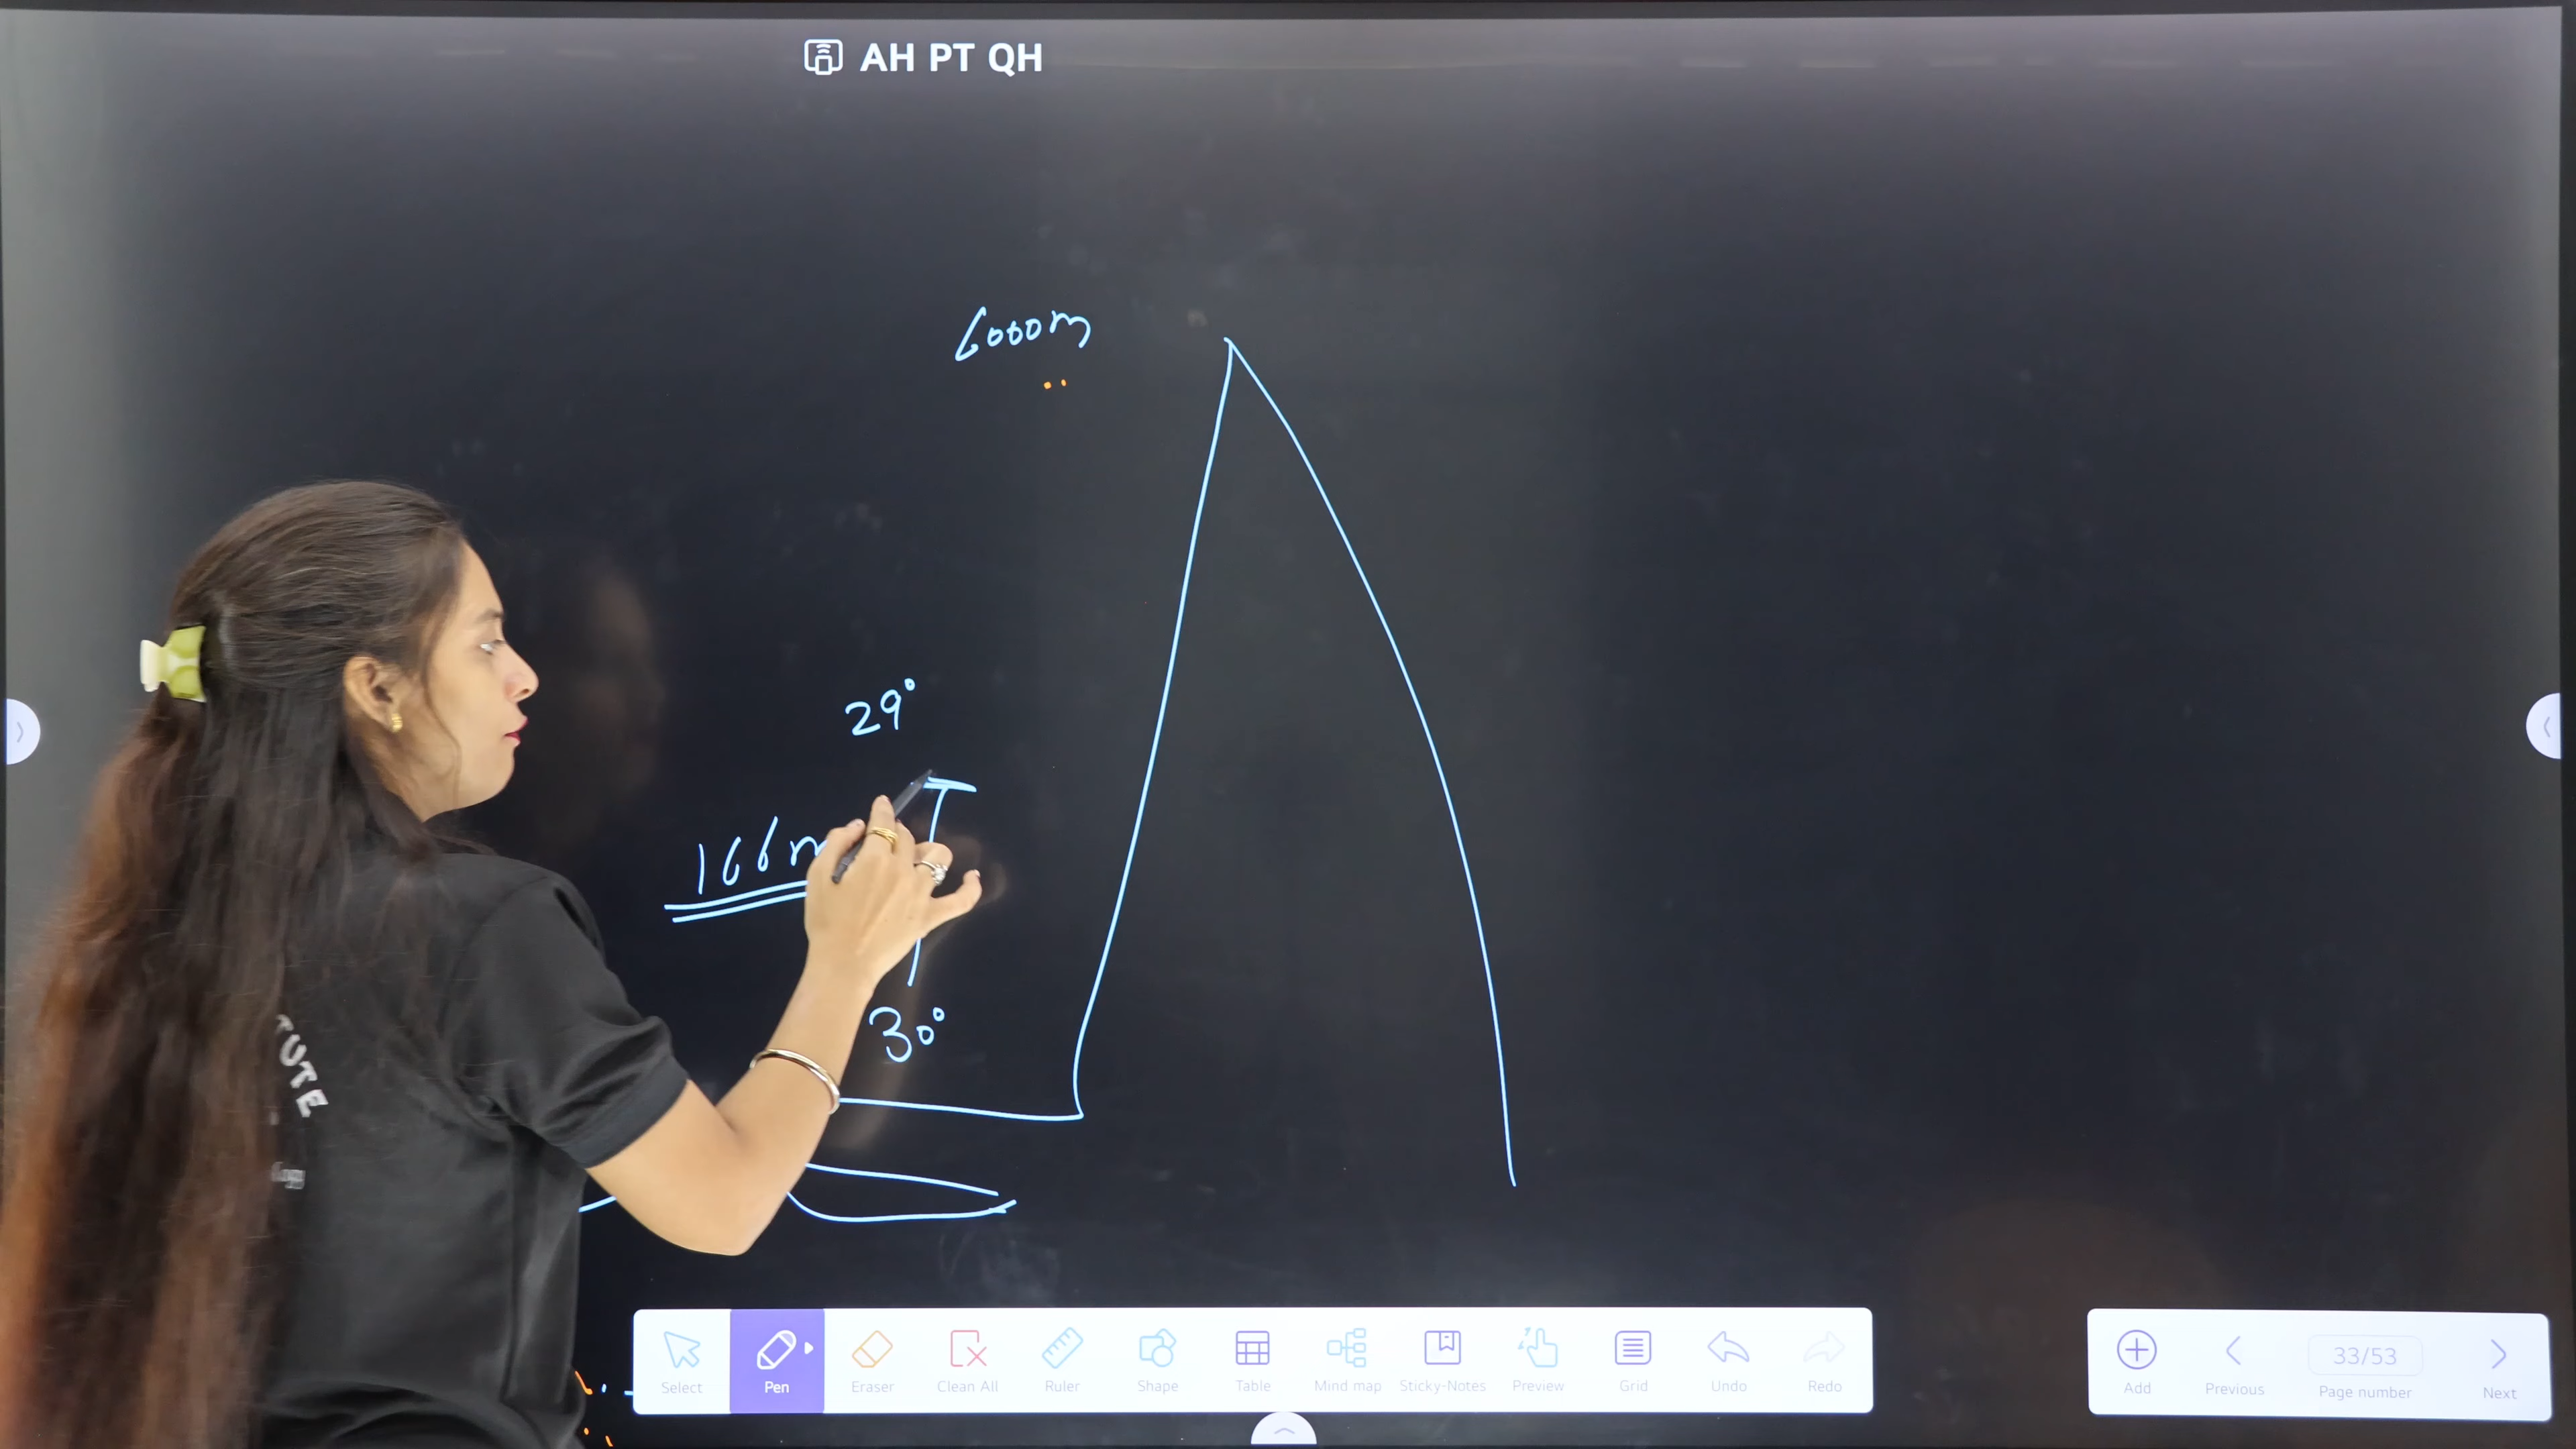 AH PT QH
6000m
29°
166m
30°
TUTE
Select
Pen
Eraser
Clean All
Ruler
Shape
Table
Mind map
Sticky-Notes
Preview
Grid
Undo
Redo
Add
Previous
33/53
Page number
Next